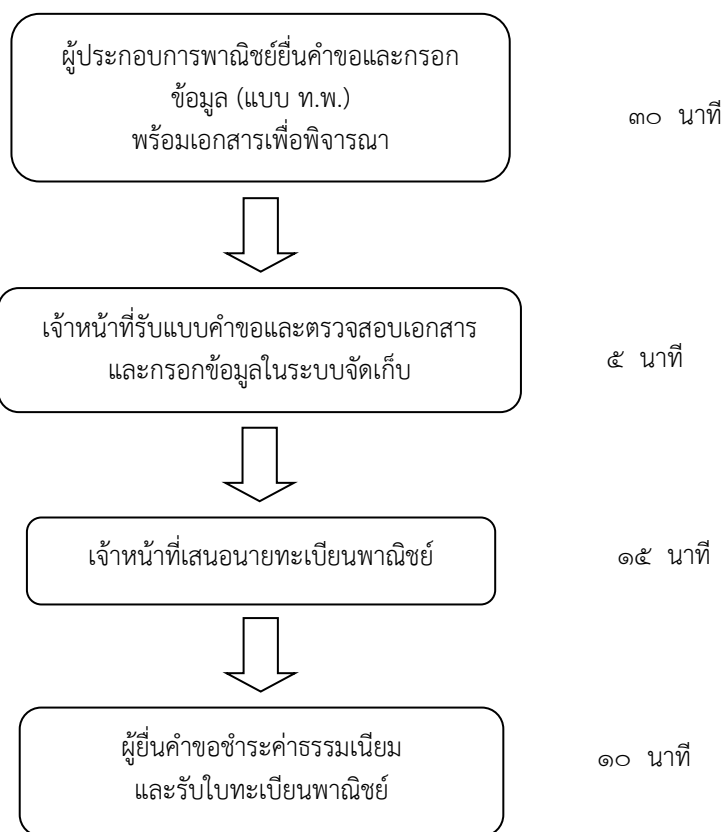 ผู้ประกอบการพาณิชย์ยื่นคำขอและกรอก
ข้อมูล (แบบ ท.พ.)
พร้อมเอกสารเพื่อพิจารณา
๓๐ นาที
เจ้าหน้าที่รับแบบคำขอและตรวจสอบเอกสาร
และกรอกข้อมูลในระบบจัดเก็บ
๕ นาที
เจ้าหน้าที่เสนอนายทะเบียนพาณิชย์
๑๕ นาที
ผู้ยื่นคำขอชำระค่าธรรมเนียม
และรับใบทะเบียนพาณิชย์
๑๐ นาที